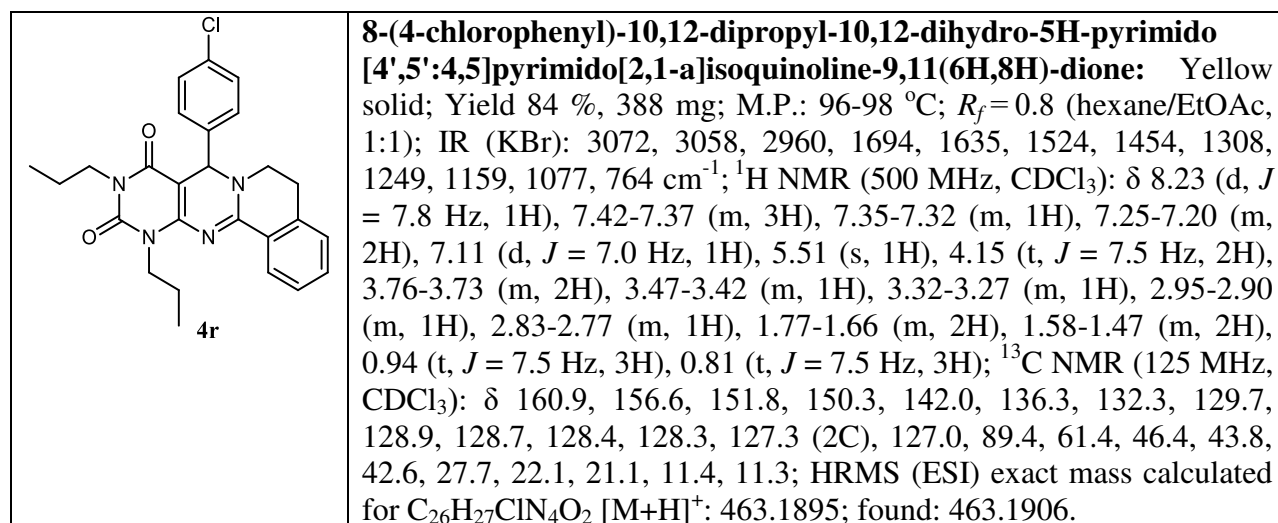 Cl
O
N
N
O
N
N
4r
8-(4-chlorophenyl)-10,12-dipropyl-10,12-dihydro-5H-pyrimido
[4',5':4,5]pyrimido[2,1-a]isoquinoline-9,11(6H,8H)-dione: Yellow
solid; Yield 84 %, 388 mg; M.P.: 96-98 °C; Rf = 0.8 (hexane/EtOAc,
1:1); IR (KBr): 3072, 3058, 2960, 1694, 1635, 1524, 1454, 1308,
1249, 1159, 1077, 764 cm⁻¹; ¹H NMR (500 MHz, CDCl₃): δ 8.23 (d, J
= 7.8 Hz, 1H), 7.42-7.37 (m, 3H), 7.35-7.32 (m, 1H), 7.25-7.20 (m,
2H), 7.11 (d, J = 7.0 Hz, 1H), 5.51 (s, 1H), 4.15 (t, J = 7.5 Hz, 2H),
3.76-3.73 (m, 2H), 3.47-3.42 (m, 1H), 3.32-3.27 (m, 1H), 2.95-2.90
(m, 1H), 2.83-2.77 (m, 1H), 1.77-1.66 (m, 2H), 1.58-1.47 (m, 2H),
0.94 (t, J = 7.5 Hz, 3H), 0.81 (t, J = 7.5 Hz, 3H); ¹³C NMR (125 MHz,
CDCl₃): δ 160.9, 156.6, 151.8, 150.3, 142.0, 136.3, 132.3, 129.7,
128.9, 128.7, 128.4, 128.3, 127.3 (2C), 127.0, 89.4, 61.4, 46.4, 43.8,
42.6, 27.7, 22.1, 21.1, 11.4, 11.3; HRMS (ESI) exact mass calculated
for C₂₆H₂₇ClN₄O₂ [M+H]⁺: 463.1895; found: 463.1906.